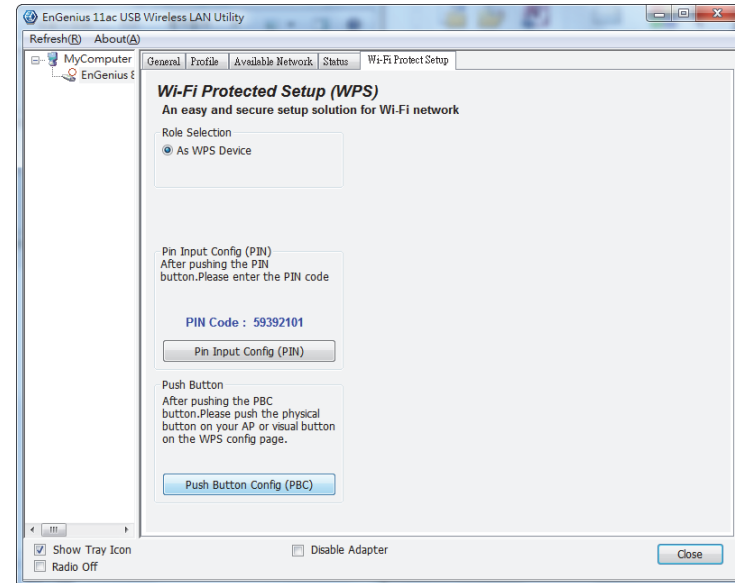 EnGenius 11ac USB Wireless LAN Utility
Refresh(R) About(A)
MyComputer
EnGenius 8
General Profile Available Network Status Wi-Fi Protect Setup
Wi-Fi Protected Setup (WPS)
An easy and secure setup solution for Wi-Fi network
Role Selection
As WPS Device
Pin Input Config (PIN)
After pushing the PIN
button.Please enter the PIN code
PIN Code : 59392101
Pin Input Config (PIN)
Push Button
After pushing the PBC
button.Please push the physical
button on your AP or visual button
on the WPS config page.
Push Button Config (PBC)
Show Tray Icon
Disable Adapter
Close
Radio Off